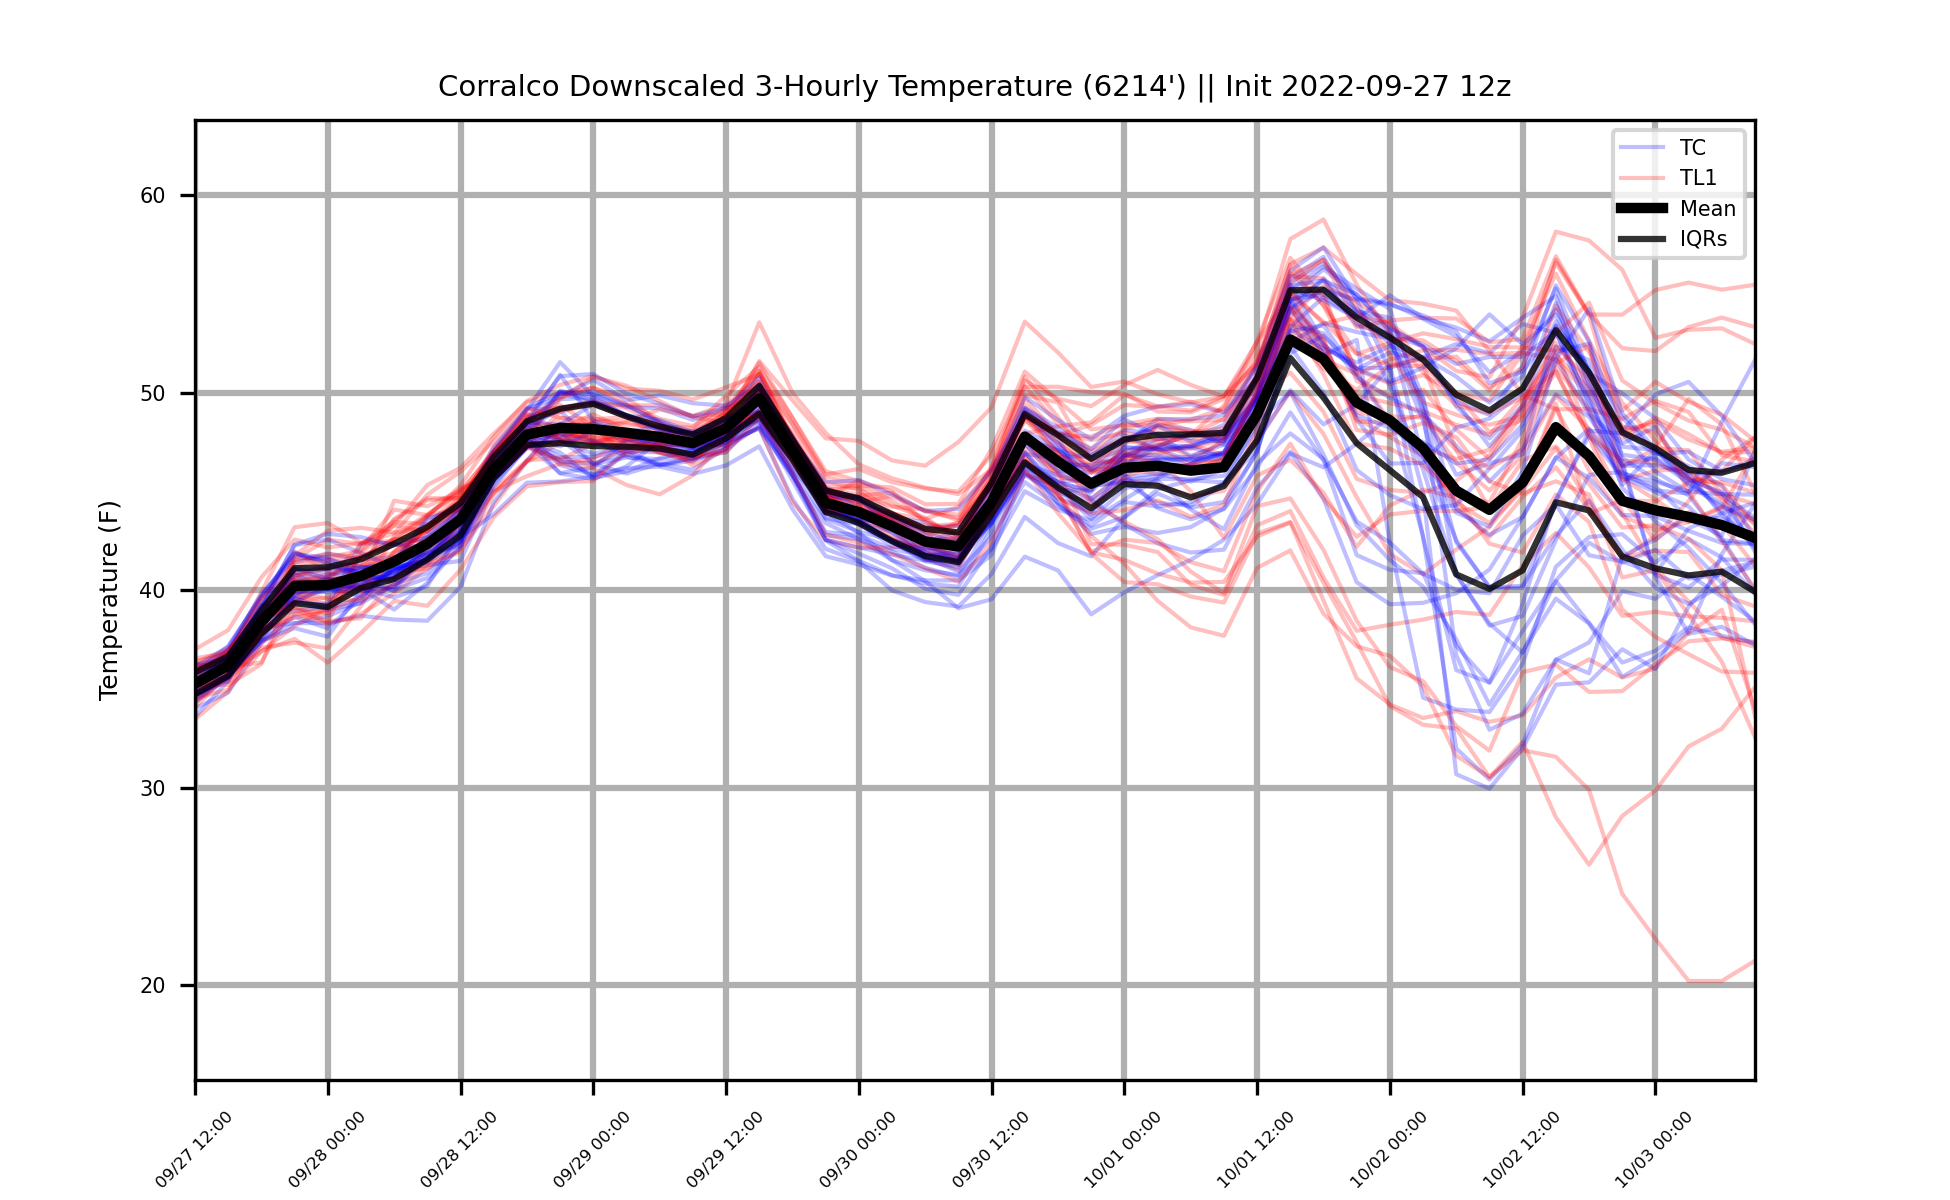 Corralco Downscaled 3-Hourly Temperature (6214') || Init 2022-09-27 12z
TC
TL1
Mean
IQRs
Temperature (F)
60
50
40
30
20
09/27 12:00
09/28 00:00
09/28 12:00
09/29 00:00
09/29 12:00
09/30 00:00
09/30 12:00
10/01 00:00
10/01 12:00
10/02 00:00
10/02 12:00
10/03 00:00